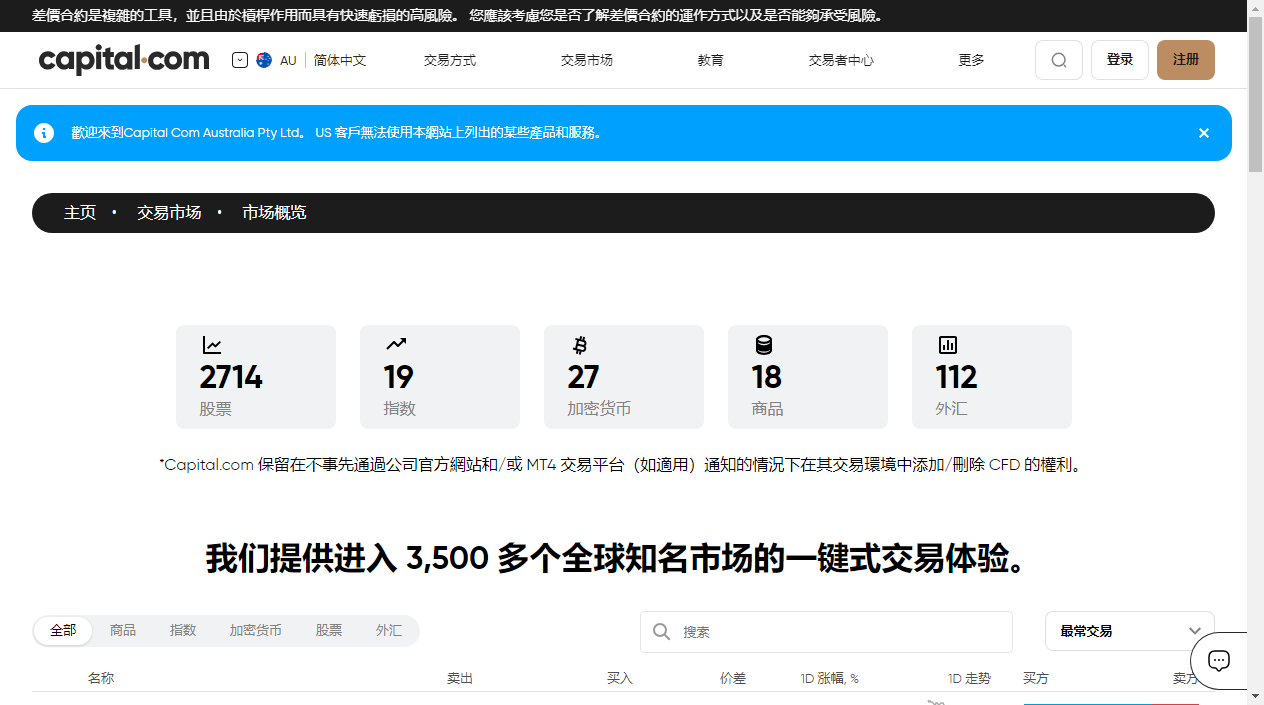 差價合約是複雜的工具，並且由於槓桿作用而具有快速虧損的高風險。 您應該考慮您是否了解差價合約的運作方式以及是否能夠承受風險。
capital.com AU 简体中文 交易方式 交易市场 教育 交易者中心 更多 登录 注册
歡迎來到Capital Com Australia Pty Ltd。 US 客戶無法使用本網站上列出的某些產品和服務。
主页 • 交易市场 • 市场概览
2714 19 27 18 112
股票 指数 加密货币 商品 外汇
*Capital.com 保留在不事先通過公司官方網站和/或 MT4 交易平台（如適用）通知的情況下在其交易環境中添加/刪除 CFD 的權利。
我们提供进入 3,500 多个全球知名市场的一键式交易体验。
全部 商品 指数 加密货币 股票 外汇 搜索 最常交易
名称 卖出 买入 价差 1D 涨幅, % 1D 走势 买方 卖方